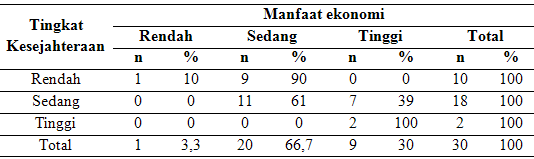 Tingkat Kesejahteraan Manfaat ekonomi
Rendah Sedang Tinggi Total
n % n % n % n %
Rendah 1 10 9 90 0 0 10 100
Sedang 0 0 11 61 7 39 18 100
Tinggi 0 0 0 0 2 100 2 100
Total 1 3,3 20 66,7 9 30 30 100